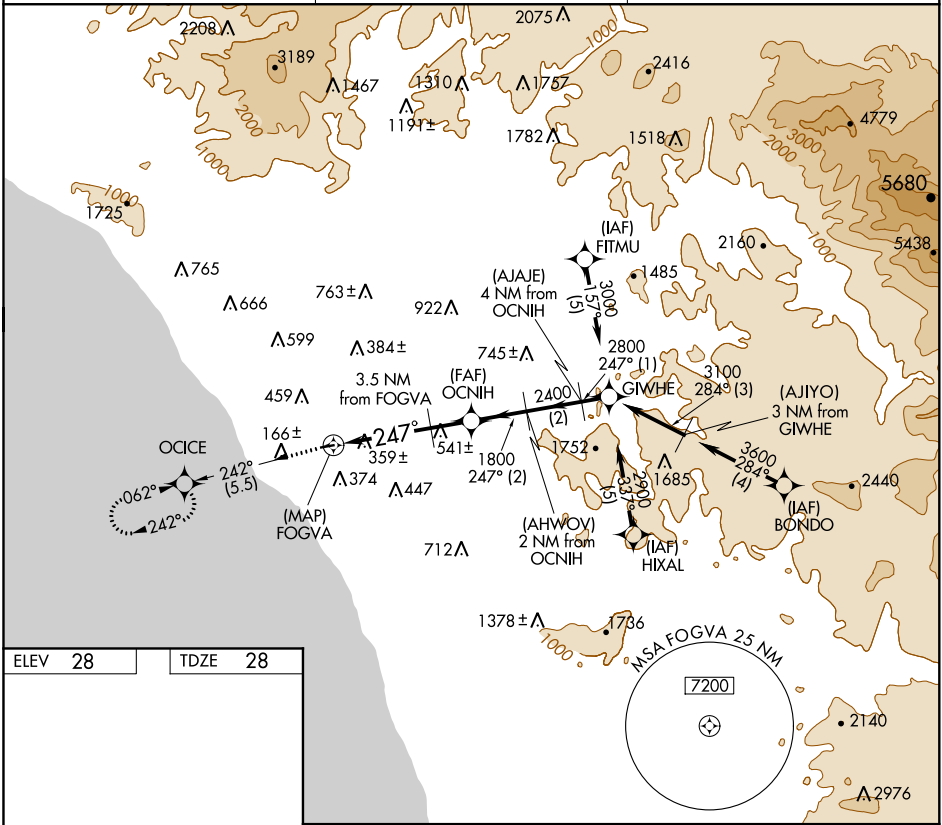 2075
1000
2208
3189
2416
1467
1310
1757
4779
1191±
2000
3000
2000
1782
1518
1000
1000
5680
1000
1725
(IAF)
FITMU
2160
5438
765
(AJAJE)
4 NM from
OCNIH
1485
763±
666
922
3000
157°
(5)
599
384±
745±
2800
247° (1)
3100
284° (3)
3.5 NM
from FOGVA
(FAF)
OCNIH
2400
(2)
GIWHE
(AJIYO)
3 NM from
GIWHE
459
166±
247°
541±
359±
1752
OCICE
242°
(5.5)
1800
247° (2)
3600
284°
(4)
062°
374
447
1685
2440
242°
2900
337°
(5)
(MAP)
FOGVA
(AHWOV)
2 NM from
OCNIH
(IAF)
BONDO
712
(IAF)
HIXAL
1378±
1736
1000
MSA FOGVA 25 NM
7200
ELEV 28
TDZE 28
2140
2976